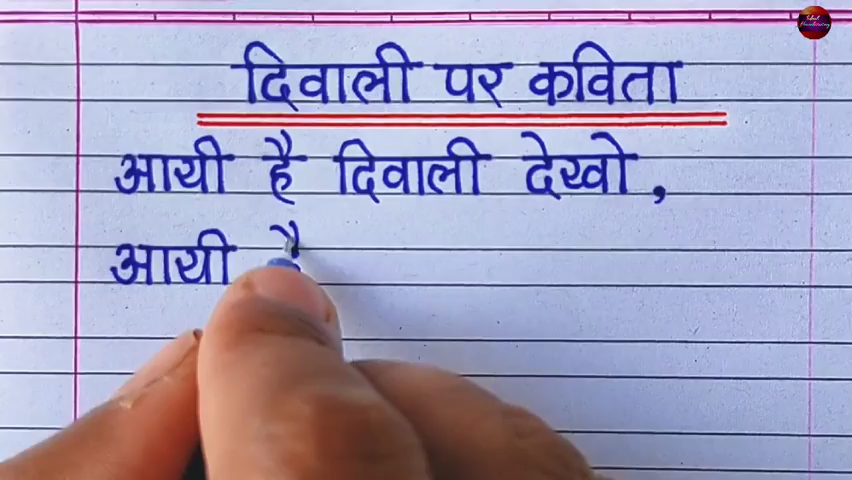 दिवाली पर कविता
आयी है दिवाली देखो,
आयी है